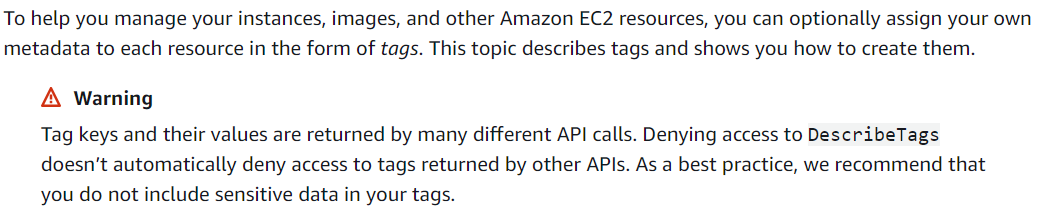 To help you manage your instances, images, and other Amazon EC2 resources, you can optionally assign your own
metadata to each resource in the form of tags. This topic describes tags and shows you how to create them.
Warning
Tag keys and their values are returned by many different API calls. Denying access to DescribeTags
doesn’t automatically deny access to tags returned by other APIs. As a best practice, we recommend that
you do not include sensitive data in your tags.